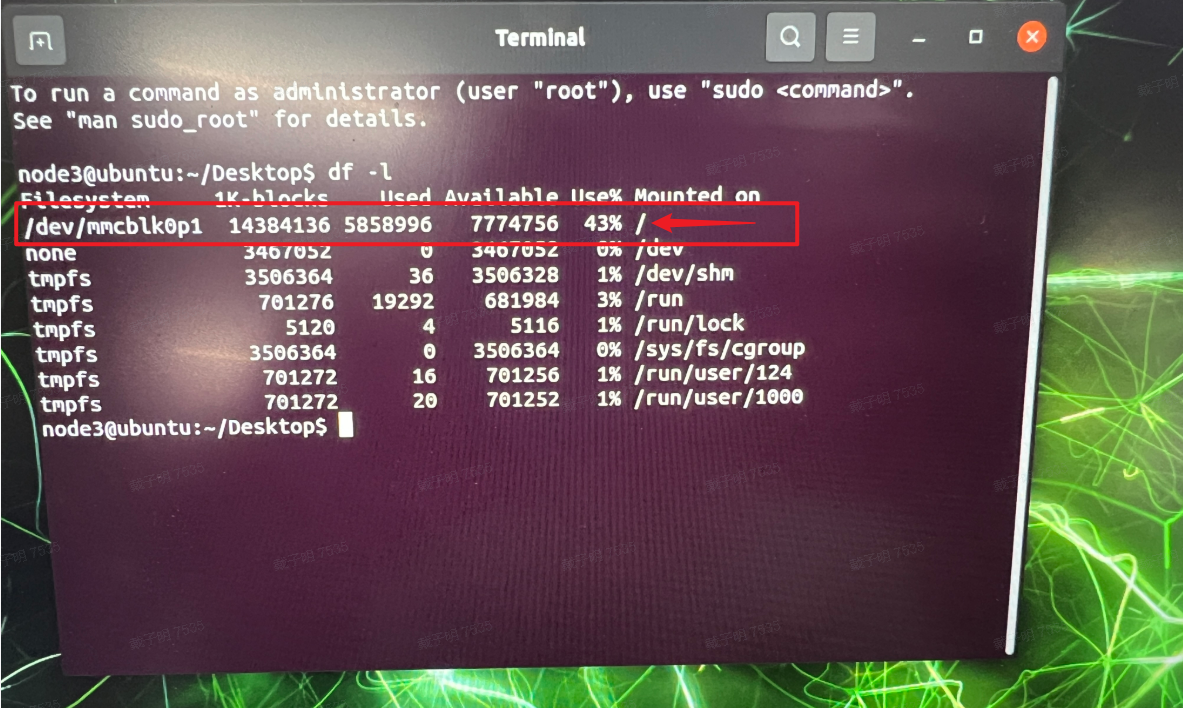 Terminal
To run a command as administrator (user "root"), use "sudo <command>".
See "man sudo_root" for details.
node3@ubuntu:~/Desktop$ df -l
Filesystem 1K-blocks Used Available Use% Mounted on
/dev/mmcblk0p1 14384136 5858996 7774756 43% /
none 3467052 0 3467052 0% /dev
tmpfs 3506364 36 3506328 1% /dev/shm
tmpfs 701276 19292 681984 3% /run
tmpfs 5120 4 5116 1% /run/lock
tmpfs 3506364 0 3506364 0% /sys/fs/cgroup
tmpfs 701272 16 701256 1% /run/user/124
tmpfs 701272 20 701252 1% /run/user/1000
node3@ubuntu:~/Desktop$